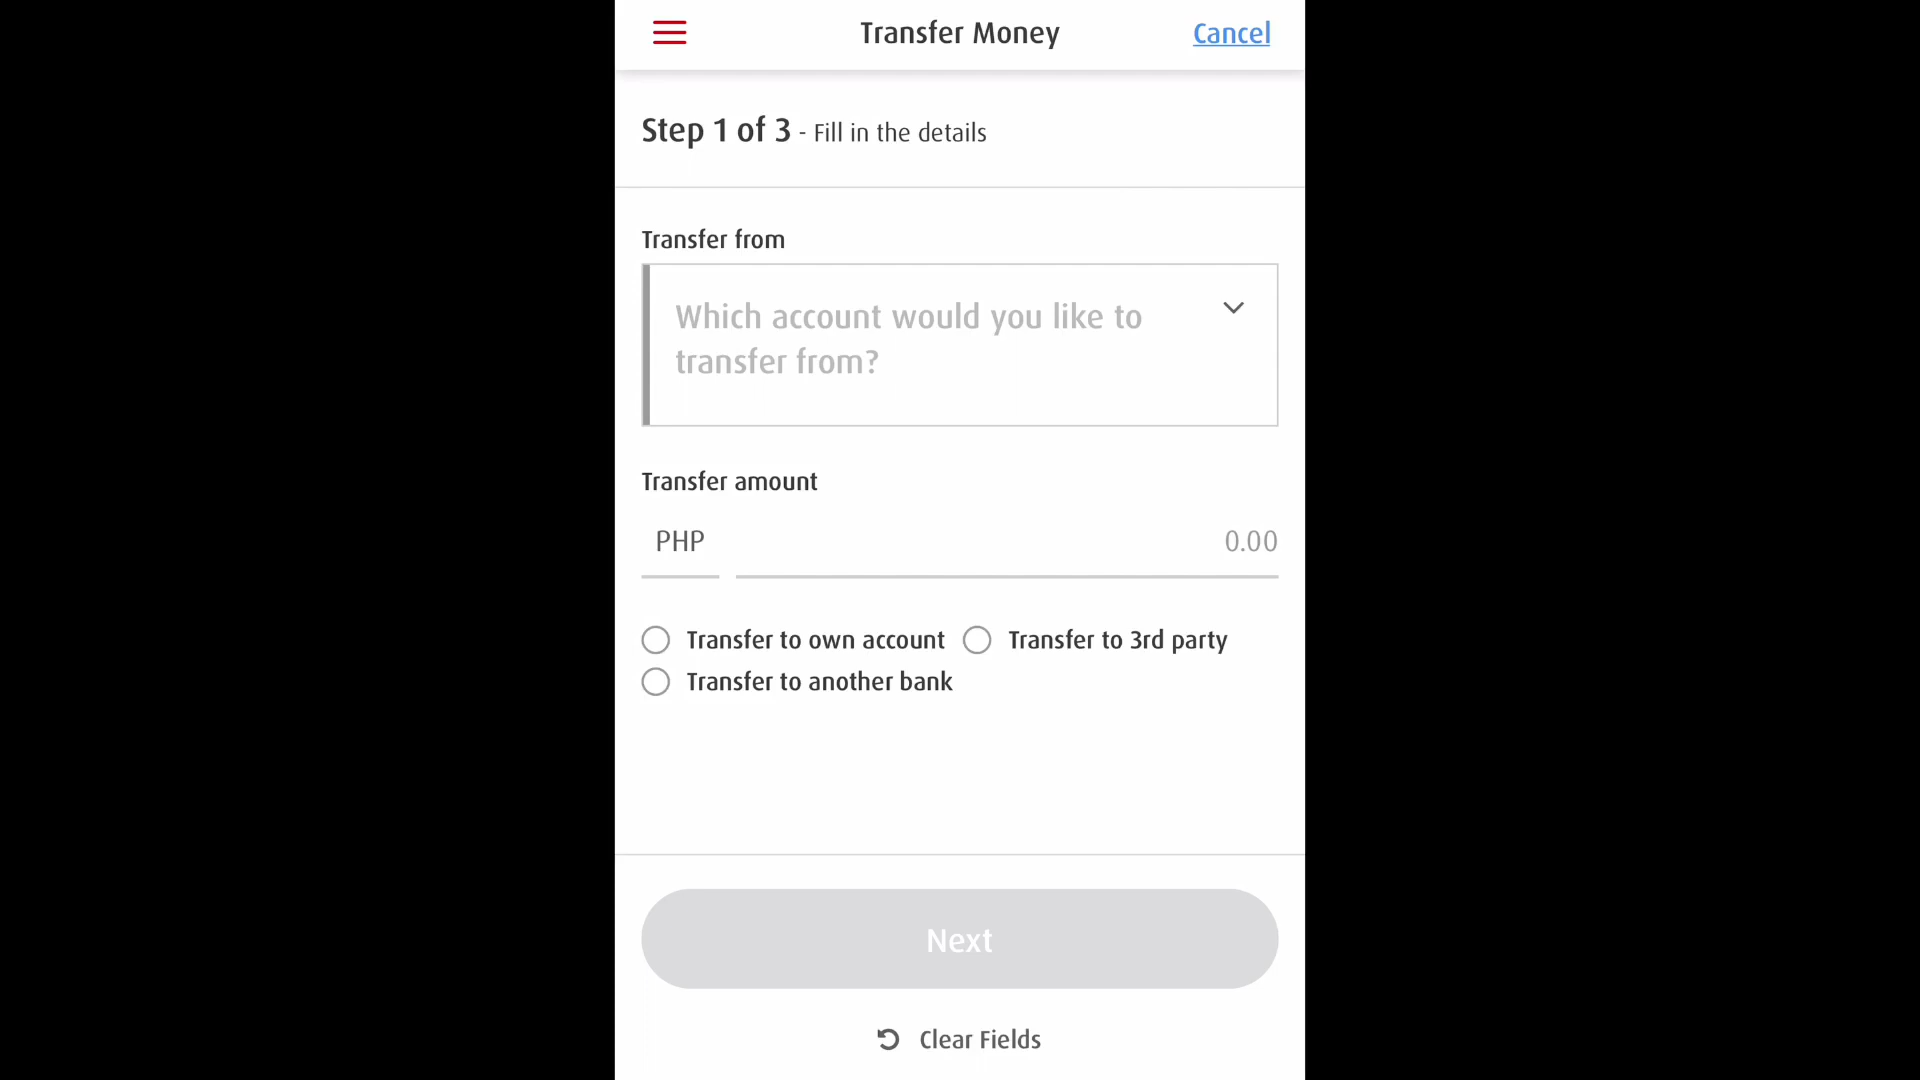 Transfer Money
Cancel
Step 1 of 3 - Fill in the details
Transfer from
Which account would you like to
transfer from?
Transfer amount
PHP 0.00
Transfer to own account Transfer to 3rd party
Transfer to another bank
Next
Clear Fields